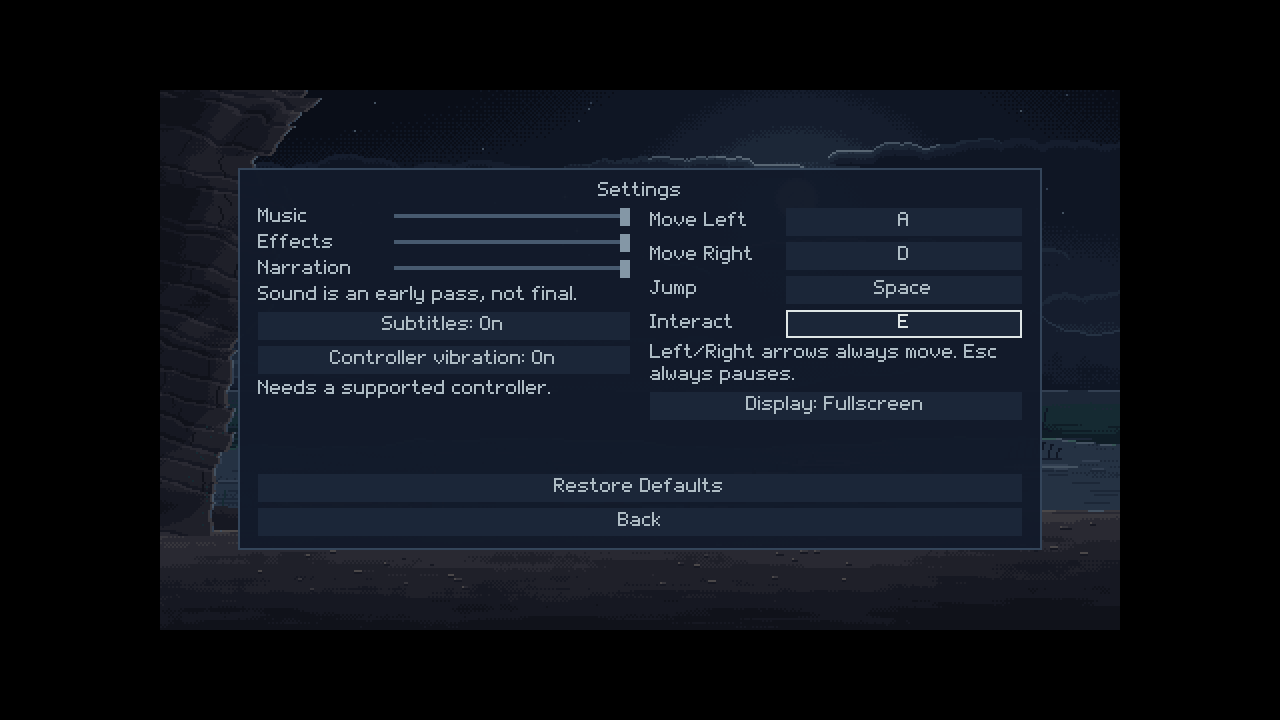 Settings
Music
Effects
Narration
Sound is an early pass, not final.
Subtitles: On
Controller vibration: On
Needs a supported controller.
Move Left A
Move Right D
Jump Space
Interact E
Left/Right arrows always move. Esc
always pauses.
Display: Fullscreen
Restore Defaults
Back